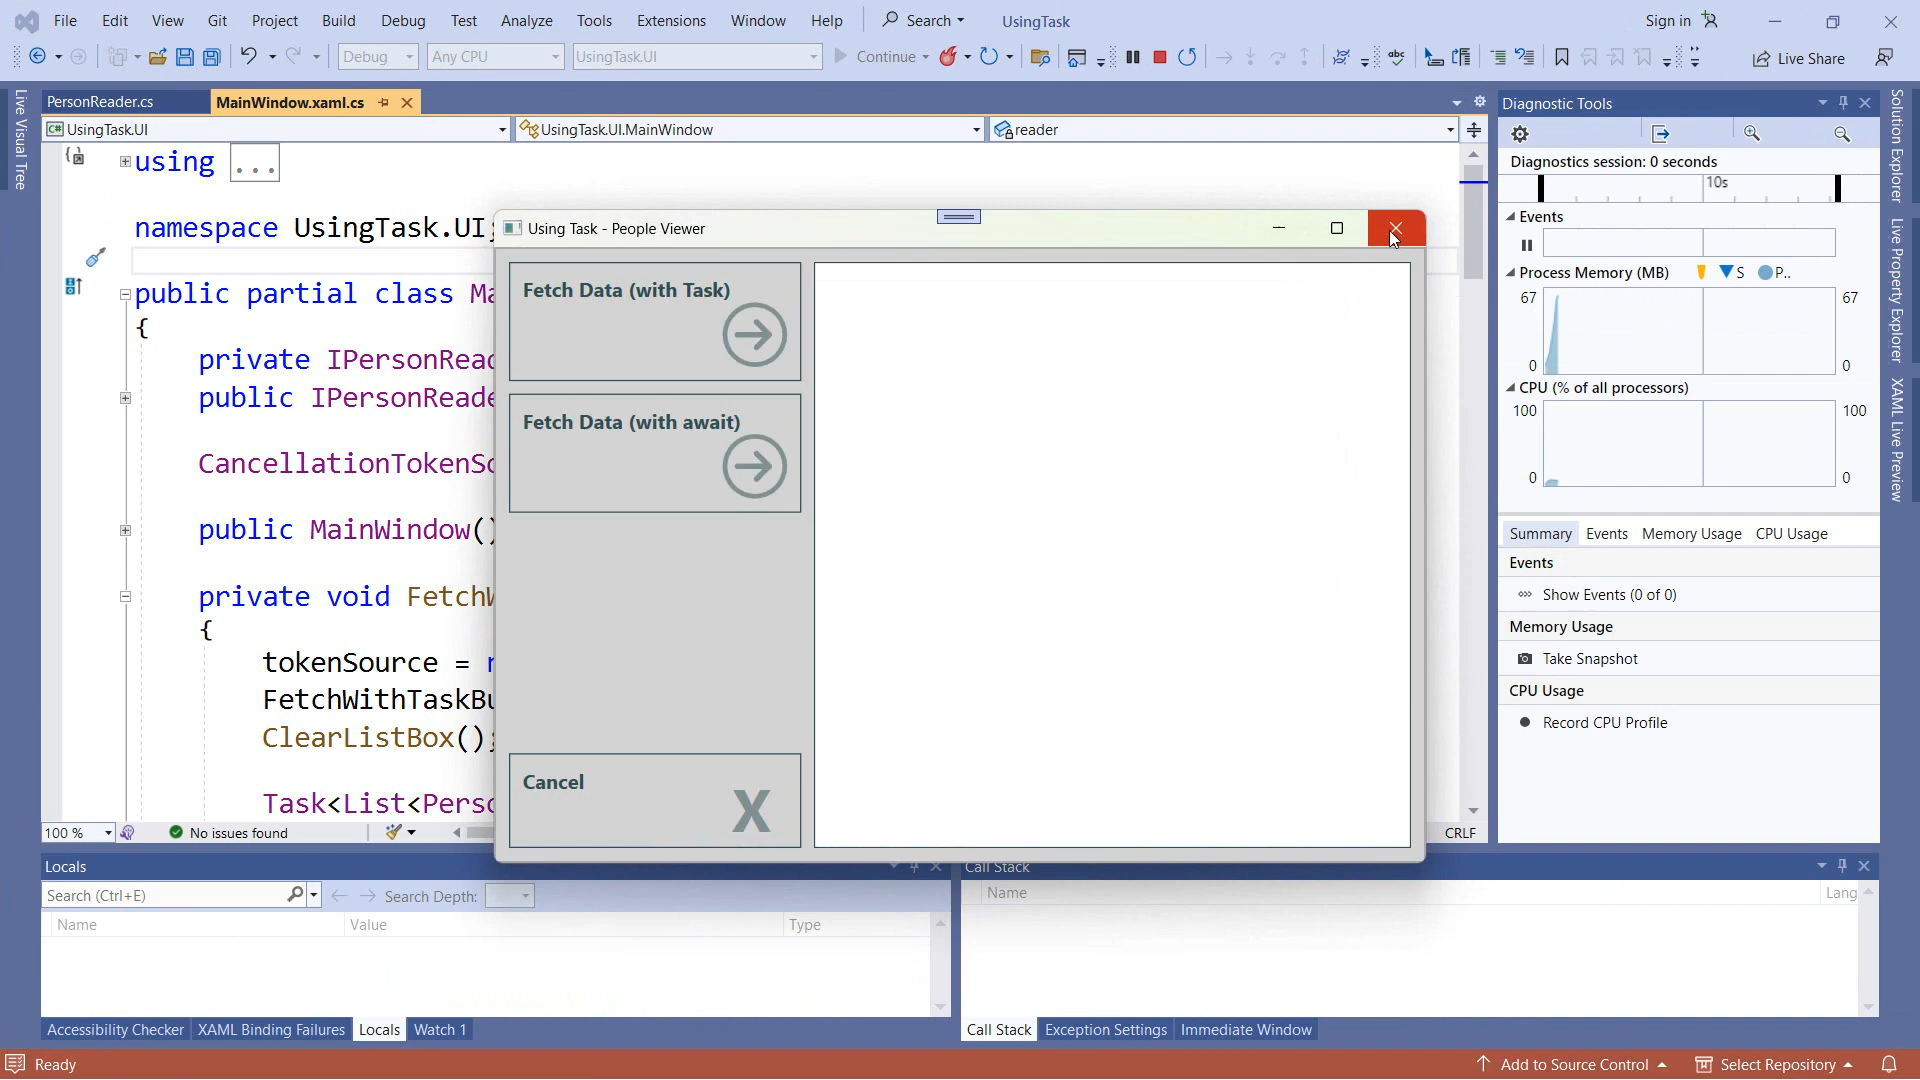 File Edit View Git Project Build Debug Test Analyze Tools Extensions Window Help Search UsingTask Sign in
Debug Any CPU UsingTask.UI Continue Live Share
Live Visual Tree
PersonReader.cs MainWindow.xaml.cs
UsingTask.UI UsingTask.UI.MainWindow reader
using ...
namespace UsingTask.UI;
public partial class Ma
{
private IPersonReade
public IPersonReade
CancellationTokenSo
public MainWindow()
private void FetchW
{
tokenSource = n
FetchWithTaskBu
ClearListBox();
Task<List<Perso
100 % No issues found CRLF
Using Task - People Viewer
Fetch Data (with Task)
Fetch Data (with await)
Cancel
X
Diagnostic Tools
Diagnostics session: 0 seconds
10s
Events
Process Memory (MB) S P..
67 67
0 0
CPU (% of all processors)
100 100
0 0
Summary Events Memory Usage CPU Usage
Events
Show Events (0 of 0)
Memory Usage
Take Snapshot
CPU Usage
Record CPU Profile
Solution Explorer
Live Property Explorer
XAML Live Preview
Locals
Search (Ctrl+E) Search Depth:
Name Value Type
Accessibility Checker XAML Binding Failures Locals Watch 1
Call Stack
Name Lang
Call Stack Exception Settings Immediate Window
Ready Add to Source Control Select Repository